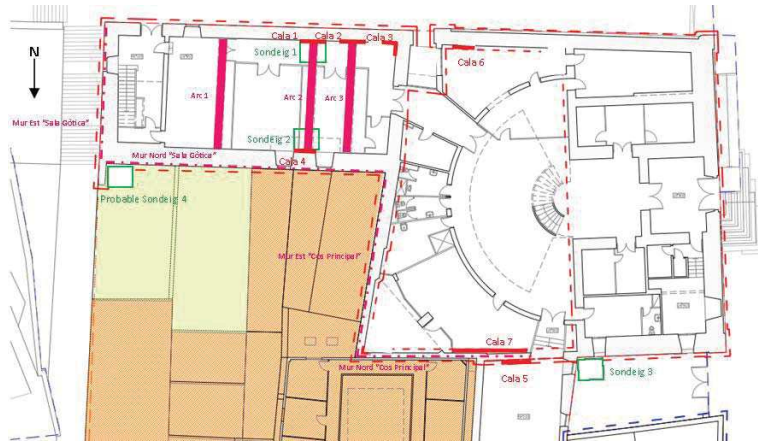 N
Cala 1
Cala 2
Cala 3
Sondeig 1
Cala 6
Arc 1
Arc 2
Arc 3
Mur Est "Sala Gòtica"
Sondeig 2
Mur Nord "Sala Gòtica"
Cala 4
Probable Sondeig 4
Mur Est "Cos Principal"
Cala 7
Mur Nord "Cos Principal"
Cala 5
Sondeig 3